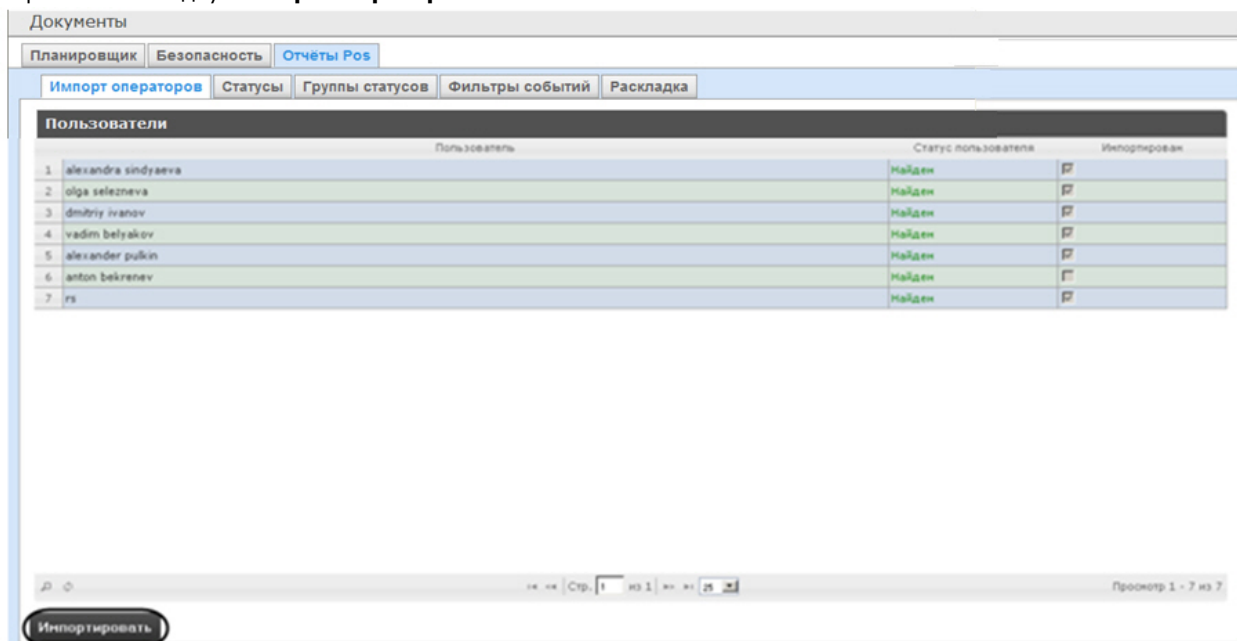 Документы
Планировщик Безопасность Отчёты Pos
Импорт операторов Статусы Группы статусов Фильтры событий Раскладка
Пользователи
Пользователь Статус пользователя Импортирован
1 alexandra sindyaeva Найден
2 olga selezneva Найден
3 dmitriy ivanov Найден
4 vadim belyakov Найден
5 alexander pulkin Найден
6 anton bekrenev Найден
7 rs Найден
Стр. 1 из 1 25 Просмотр 1 - 7 из 7
Импортировать